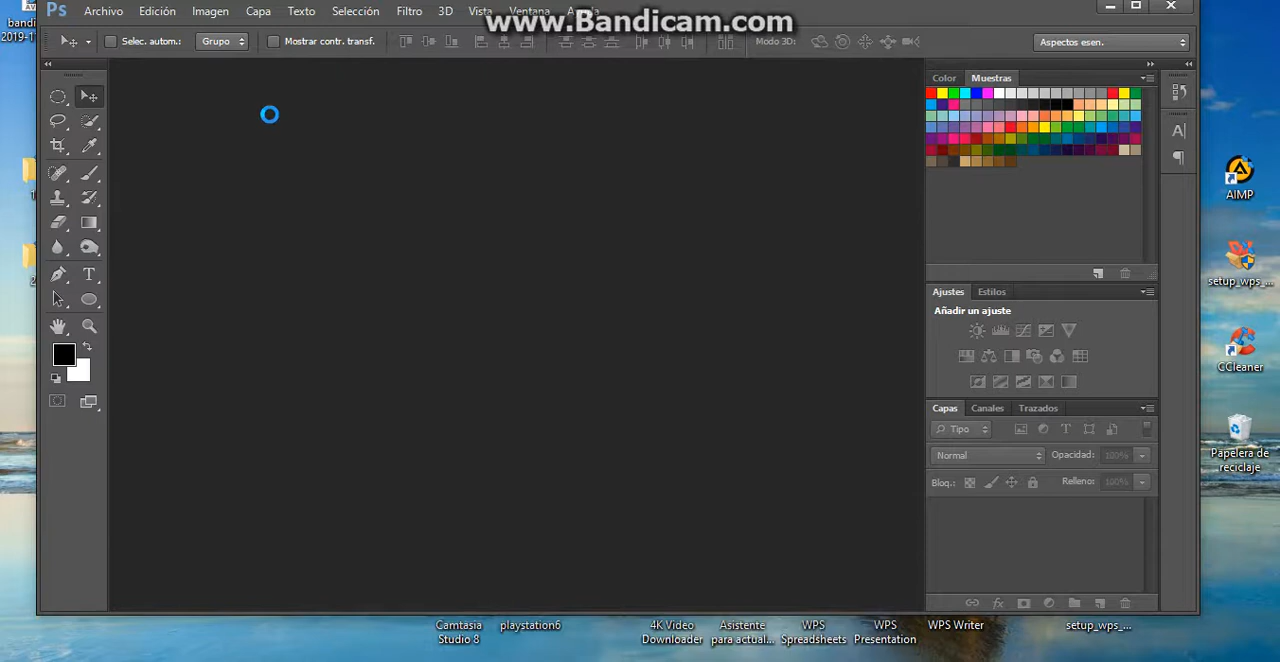 www.Bandicam.com
Ps Archivo Edición Imagen Capa Texto Selección Filtro 3D Vista Ventana
Selec. autom.: Grupo Mostrar contr. transf. Modo 3D: Aspectos esen.
bandi
2019-1
Color Muestras
Ajustes Estilos
Añadir un ajuste
Capas Canales Trazados
Tipo
Normal Opacidad: 100%
Bloq.: Relleno: 100%
AIMP
setup_wps_...
CCleaner
Papelera de
reciclaje
Camtasia
Studio 8
playstation6
4K Video
Downloader
Asistente
para actual...
WPS
Spreadsheets
WPS
Presentation
WPS Writer
setup_wps_...